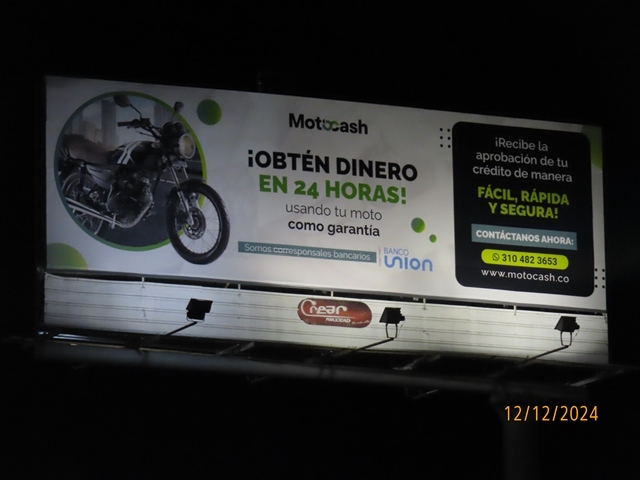 Motocash
¡OBTÉN DINERO
EN 24 HORAS!
usando tu moto
como garantía
Somos corresponsales bancarios
BANCO
UNION
¡Recibe la
aprobación de tu
crédito de manera
FÁCIL, RÁPIDA
Y SEGURA!
CONTÁCTANOS AHORA:
310 482 3653
www.motocash.co
Crear
PUBLICIDAD
12/12/2024